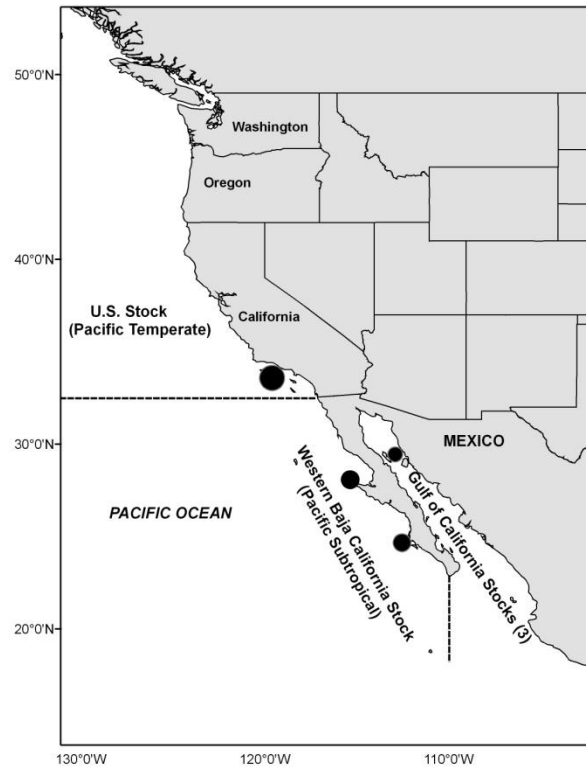 50°0'N
Washington
Oregon
40°0'N
U.S. Stock
(Pacific Temperate)
California
30°0'N
MEXICO
Western Baja California Stock
(Pacific Subtropical)
Gulf of California Stocks (3)
PACIFIC OCEAN
20°0'N
130°0'W
120°0'W
110°0'W